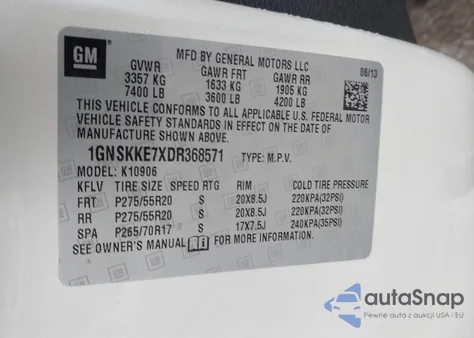 GM
MFD BY GENERAL MOTORS LLC
06/13
GVWR GAWR FRT GAWR RR
3357 KG 1633 KG 1905 KG
7400 LB 3600 LB 4200 LB
THIS VEHICLE CONFORMS TO ALL APPLICABLE U.S. FEDERAL MOTOR
VEHICLE SAFETY STANDARDS IN EFFECT ON THE DATE OF
MANUFACTURE SHOWN ABOVE.
1GNSKKE7XDR368571 TYPE: M.P.V.
MODEL: K10906
KFLV TIRE SIZE SPEED RTG RIM COLD TIRE PRESSURE
FRT P275/55R20 S 20X8.5J 220KPA(32PSI)
RR P275/55R20 S 20X8.5J 220KPA(32PSI)
SPA P265/70R17 S 17X7.5J 240KPA(35PSI)
SEE OWNER'S MANUAL FOR MORE INFORMATION.
autaSnap
Pewne auta z aukcji USA i EU